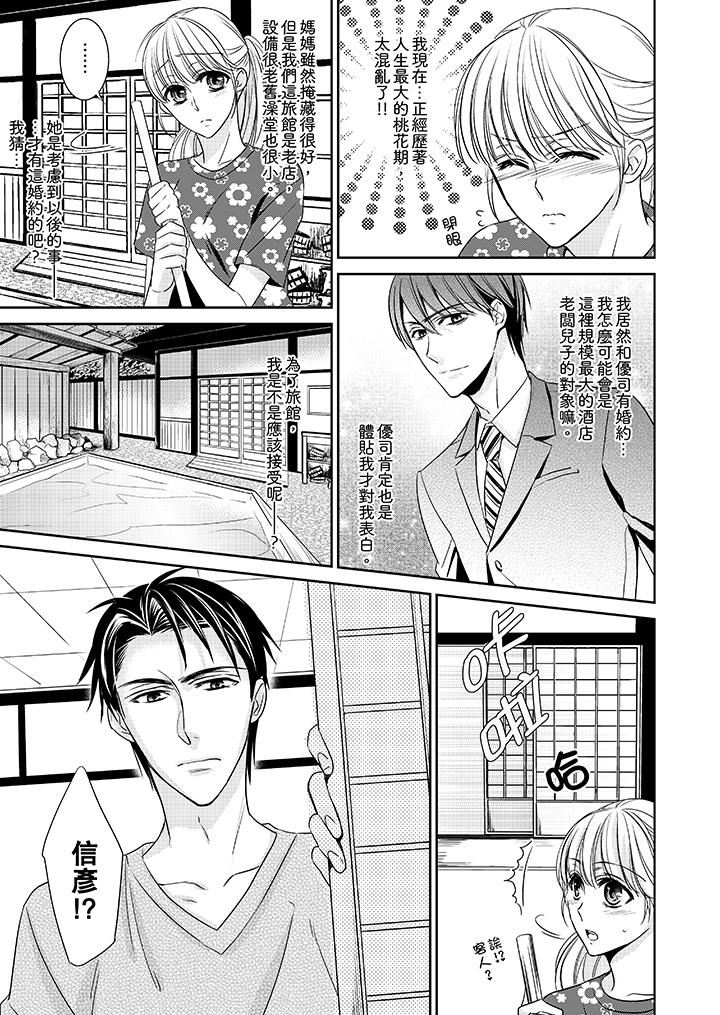 我現在…正經歷著
人生最大的桃花期，
太混亂了!!
閉眼
媽媽雖然掩藏得很好，
但是我們這旅館是老店，
設備很老舊澡堂也很小。
……
她是考慮到以後的事
…才有這婚約的吧？
我猜…
我居然和優司有婚約…
我怎麼可能會是
這裡規模最大的酒店
老闆兒子的對象嘛。
優司肯定也是
體貼我才對我表白。
為了旅館，
我是不是應該接受呢——？
卡啦
咯
誒!?
客人？
信彥!?